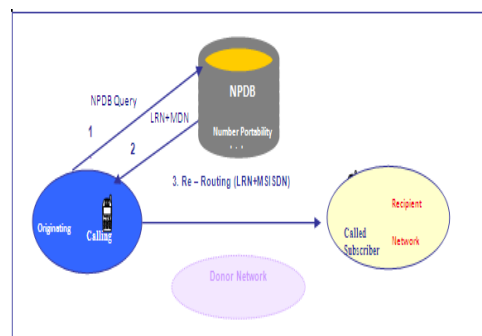 NPDB
NPDB Query
LRN+MDN
1
2
Number Portability
3. Re – Routing (LRN+MSISDN)
Originating
Calling
Recipient
Called
Subscriber
Network
Donor Network